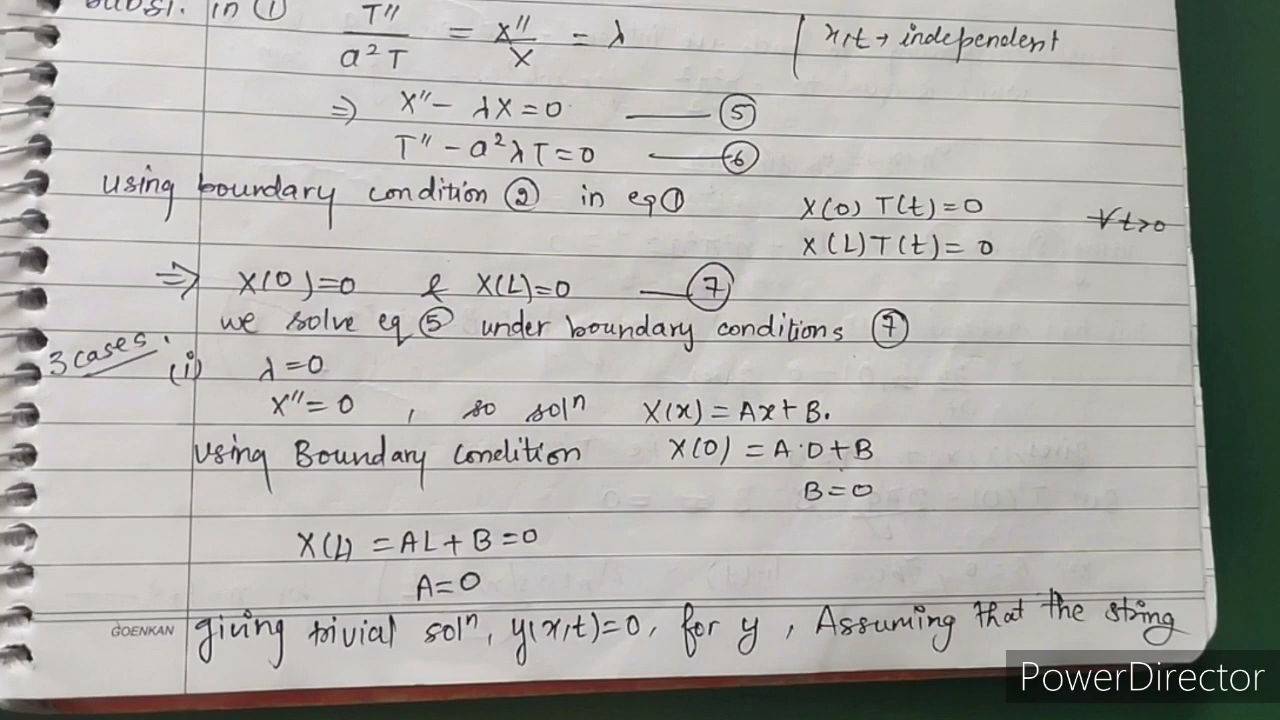 subst. in ①
T''/a²T = X''/X = λ | x,t → independent
⇒ X'' - λX = 0 —— ⑤
T'' - a²λT = 0 —— ⑥
using boundary condition ② in eq ① X(0) T(t) = 0
X(L) T(t) = 0 ∀ t>0
⇒ X(0) = 0 & X(L) = 0 —— ⑦
we solve eq ⑤ under boundary conditions ⑦
3 cases. (i) λ = 0
X'' = 0 , so solⁿ X(x) = Ax + B.
using Boundary condition X(0) = A·0 + B
B = 0
X(L) = AL + B = 0
A = 0
giving trivial solⁿ, y(x,t) = 0, for y , Assuming that the string
GOENKAN
PowerDirector